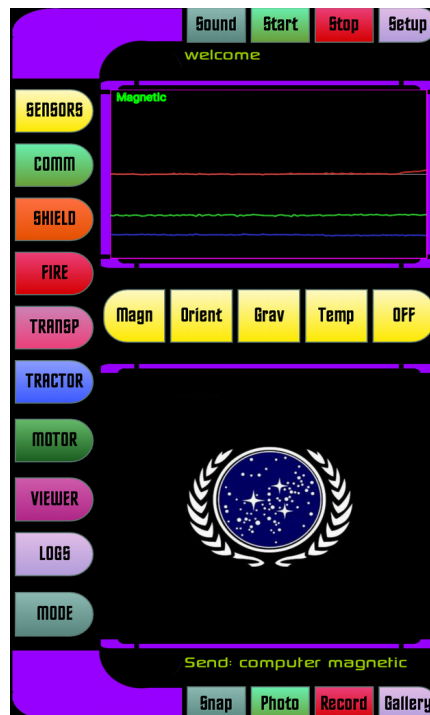 Sound Start Stop Setup
welcome
Magnetic
SENSORS
COMM
SHIELD
FIRE
TRANSP
TRACTOR
MOTOR
VIEWER
LOGS
MODE
Magn Orient Grav Temp OFF
Send: computer magnetic
Snap Photo Record Gallery